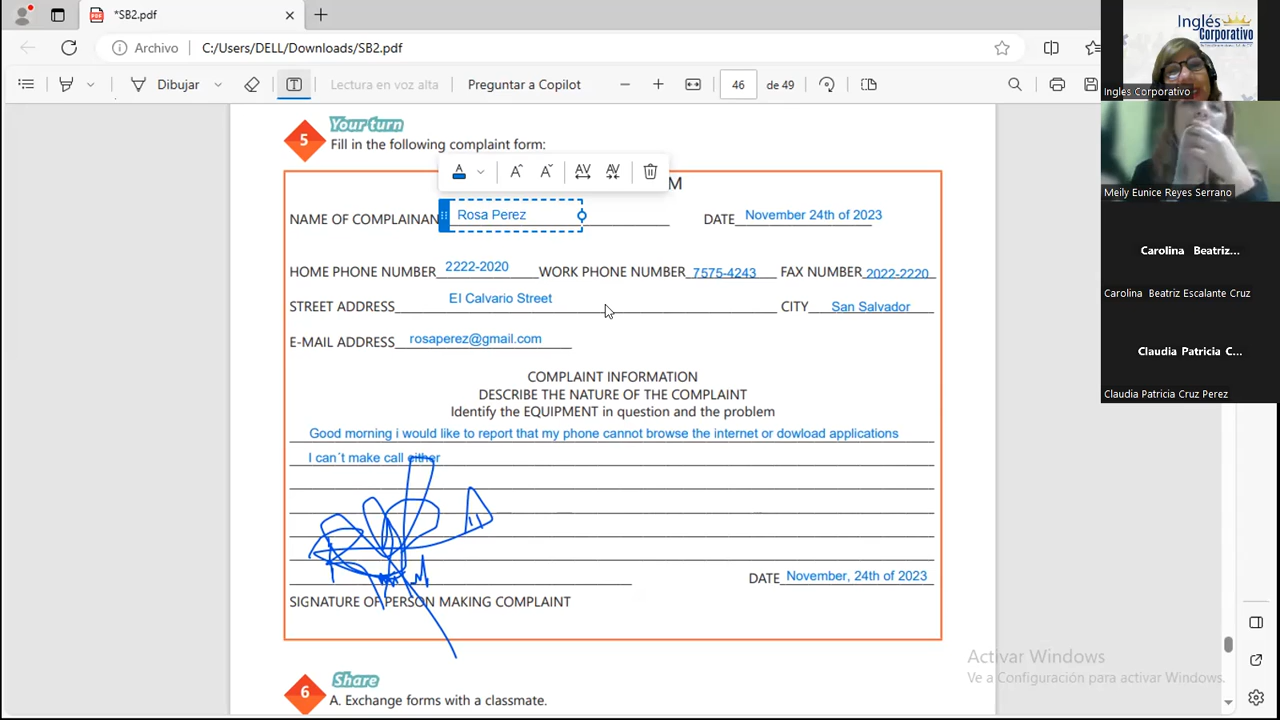 *SB2.pdf
Archivo C:/Users/DELL/Downloads/SB2.pdf
Dibujar Lectura en voz alta Preguntar a Copilot 46 de 49
Inglés Corporativo
Ingles Corporativo
Meily Eunice Reyes Serrano
Carolina Beatriz...
Carolina Beatriz Escalante Cruz
Claudia Patricia C...
Claudia Patricia Cruz Perez
5 Your turn
Fill in the following complaint form:
M
NAME OF COMPLAINAN Rosa Perez DATE November 24th of 2023
HOME PHONE NUMBER 2222-2020 WORK PHONE NUMBER 7575-4243 FAX NUMBER 2022-2220
STREET ADDRESS El Calvario Street CITY San Salvador
E-MAIL ADDRESS rosaperez@gmail.com
COMPLAINT INFORMATION
DESCRIBE THE NATURE OF THE COMPLAINT
Identify the EQUIPMENT in question and the problem
Good morning i would like to report that my phone cannot browse the internet or dowload applications
I can´t make call either
DATE November, 24th of 2023
SIGNATURE OF PERSON MAKING COMPLAINT
Activar Windows
Ve a Configuración para activar Windows.
6 Share
A. Exchange forms with a classmate.